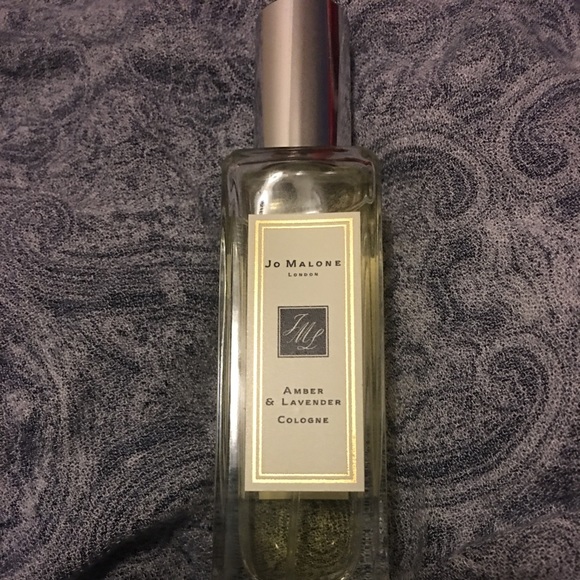 Jo Malone
London
JML
Amber
& Lavender
Cologne